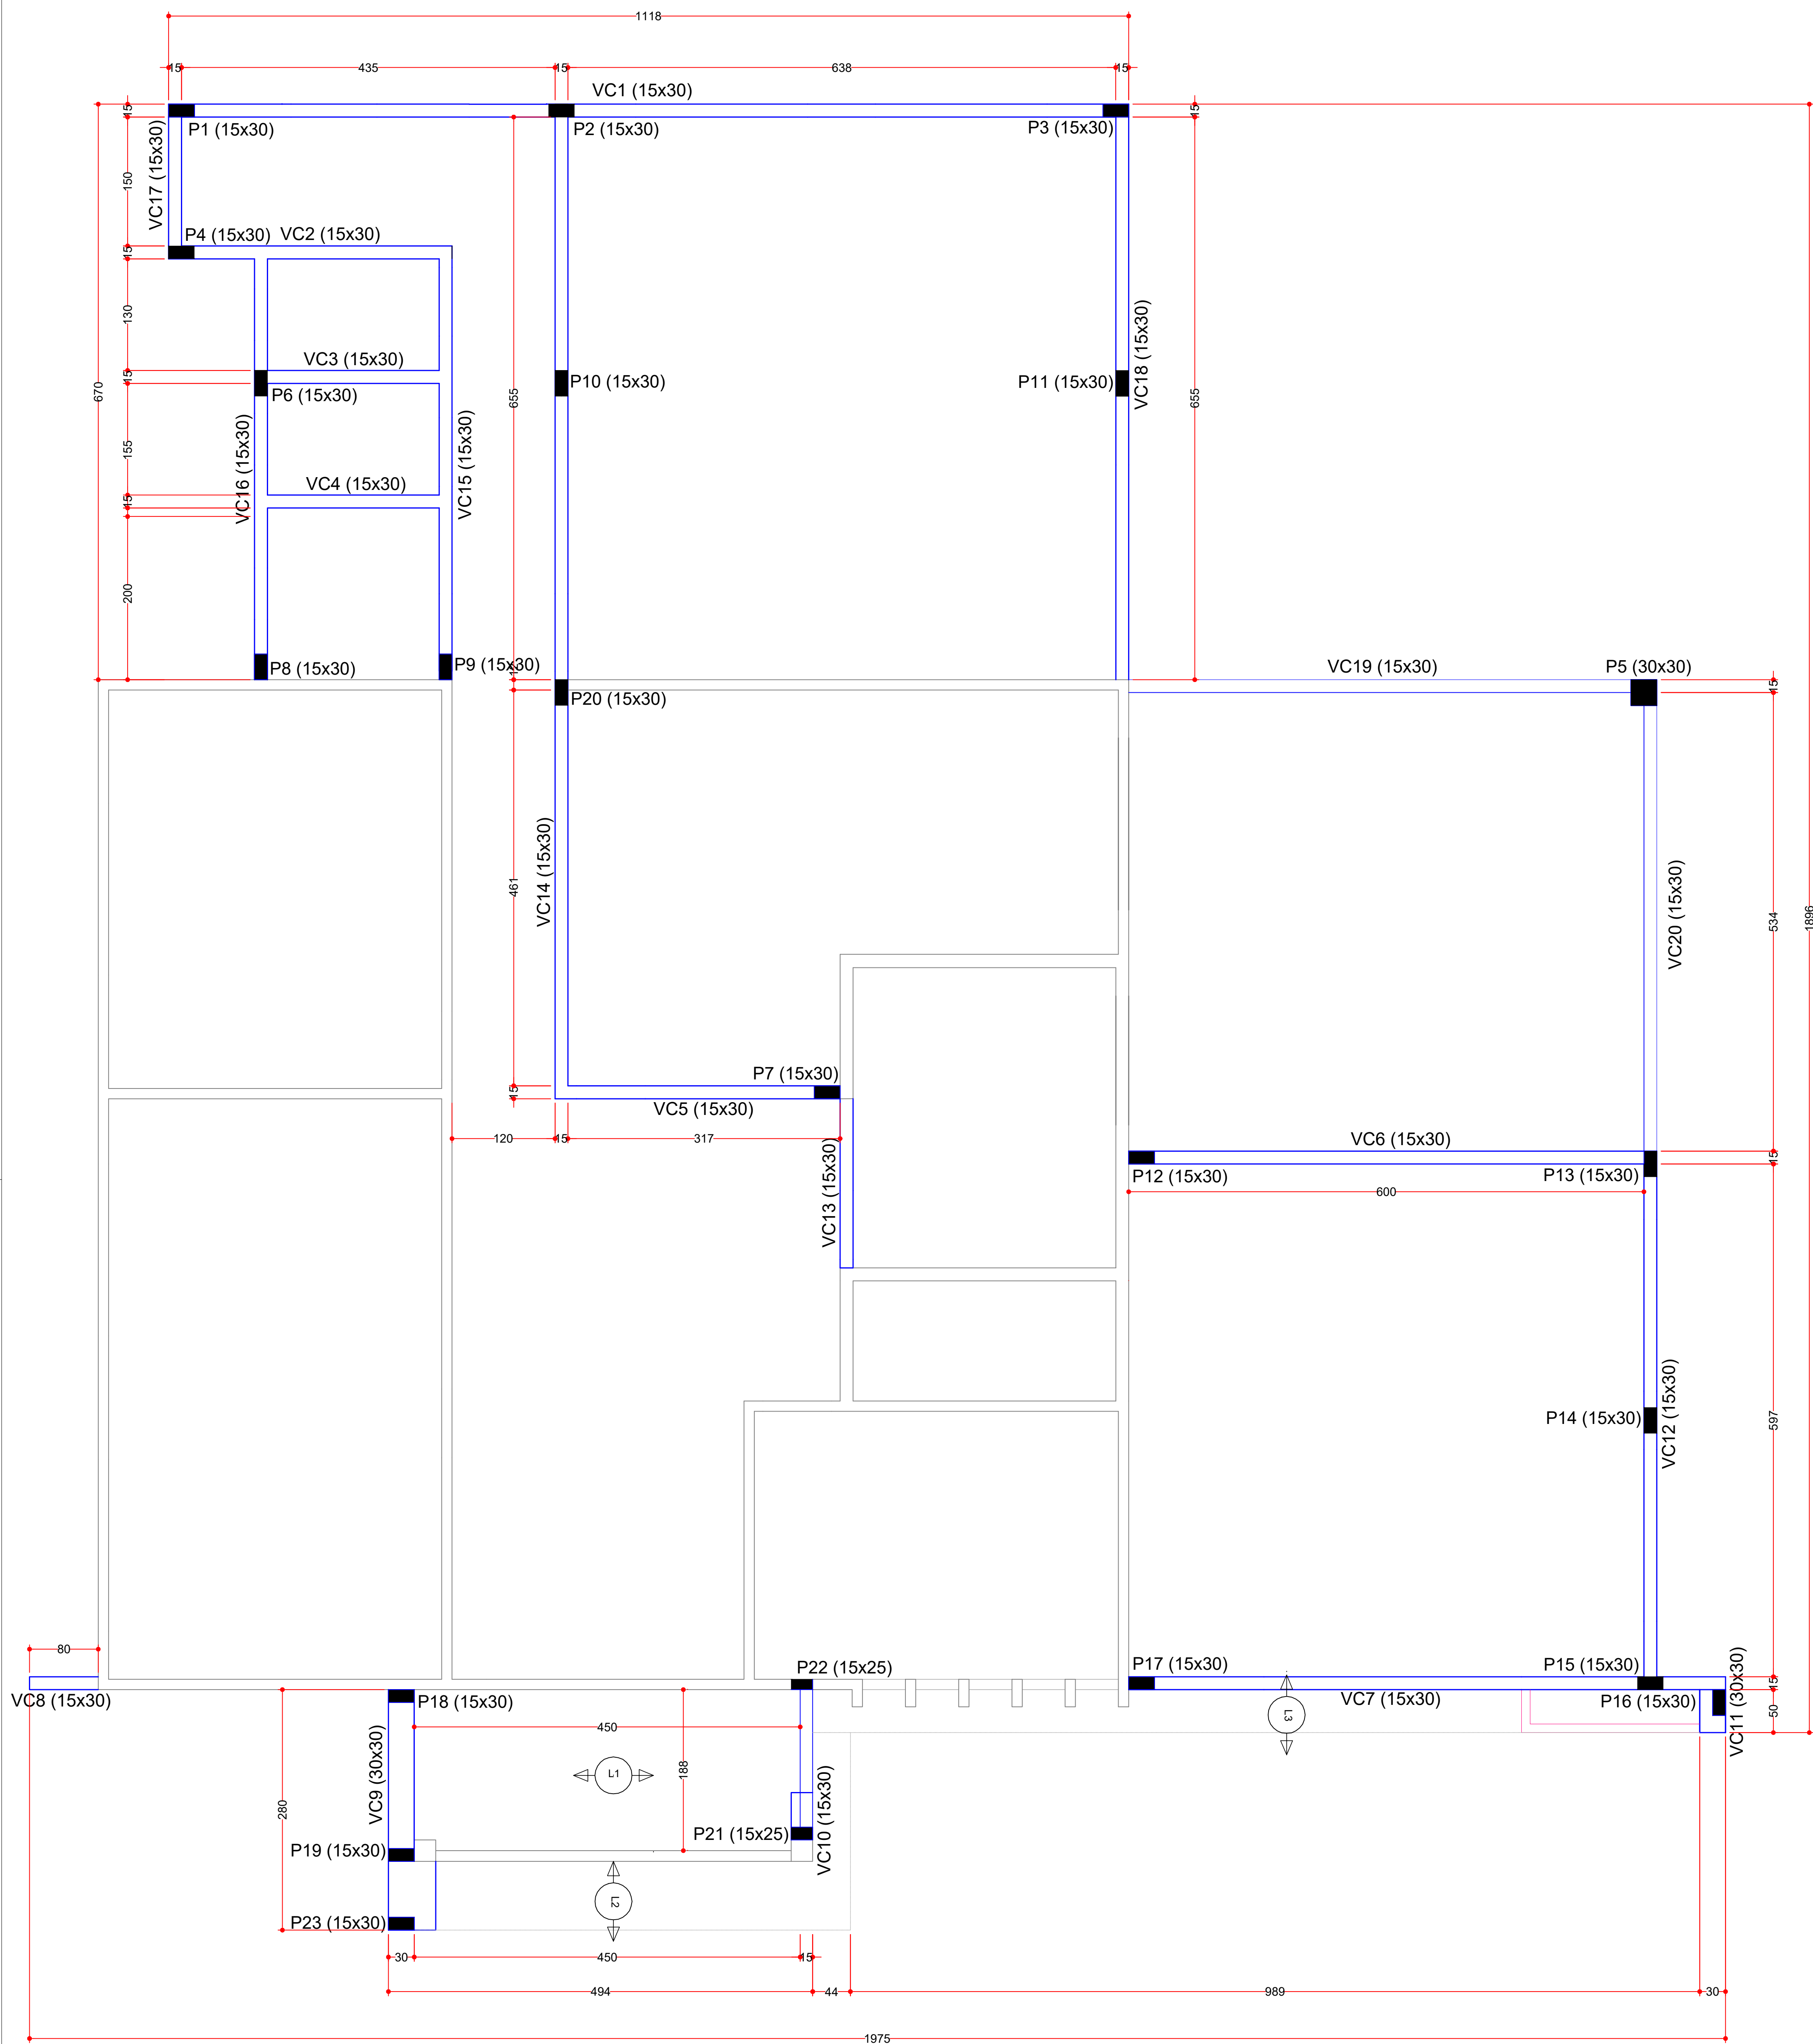 1118
15
435
15
638
15
VC1 (15x30)
15
P1 (15x30)
P2 (15x30)
P3 (15x30)
15
VC17 (15x30)
150
P4 (15x30)
VC2 (15x30)
15
130
VC3 (15x30)
15
P6 (15x30)
P10 (15x30)
P11 (15x30)
VC18 (15x30)
670
655
655
155
VC16 (15x30)
VC15 (15x30)
VC4 (15x30)
15
200
P8 (15x30)
P9 (15x30)
12
P20 (15x30)
VC19 (15x30)
P5 (30x30)
15
VC14 (15x30)
461
534
1896
VC20 (15x30)
P7 (15x30)
15
VC5 (15x30)
120
15
317
VC13 (15x30)
VC6 (15x30)
15
P12 (15x30)
P13 (15x30)
600
P14 (15x30)
VC12 (15x30)
597
80
VC8 (15x30)
P22 (15x25)
P17 (15x30)
P15 (15x30)
15
P18 (15x30)
VC7 (15x30)
P16 (15x30)
VC11 (30x30)
50
L3
450
188
L1
VC9 (30x30)
280
VC10 (15x30)
P21 (15x25)
P19 (15x30)
L2
P23 (15x30)
30
450
15
494
44
989
30
1975